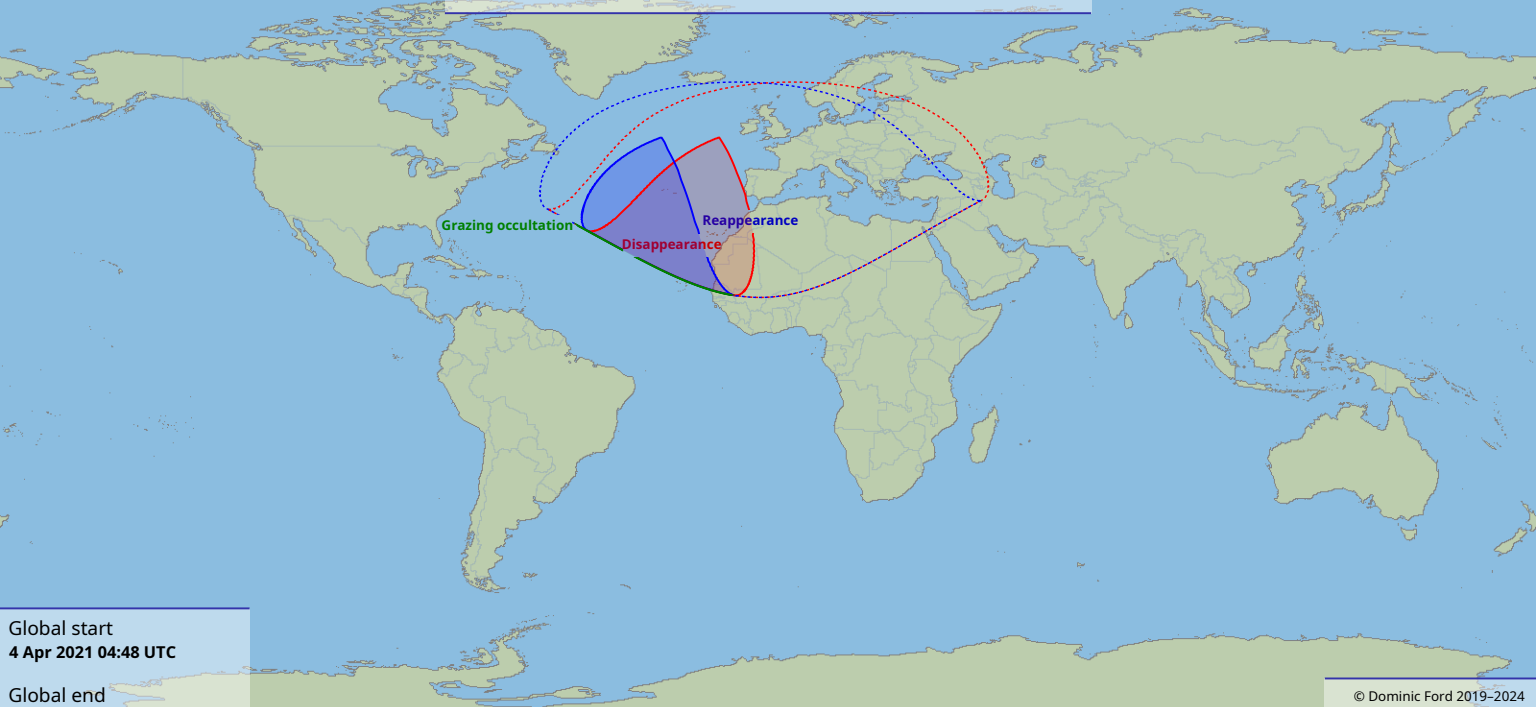 Grazing occultation
Reappearance
Disappearance
Global start
4 Apr 2021 04:48 UTC
Global end
© Dominic Ford 2019–2024